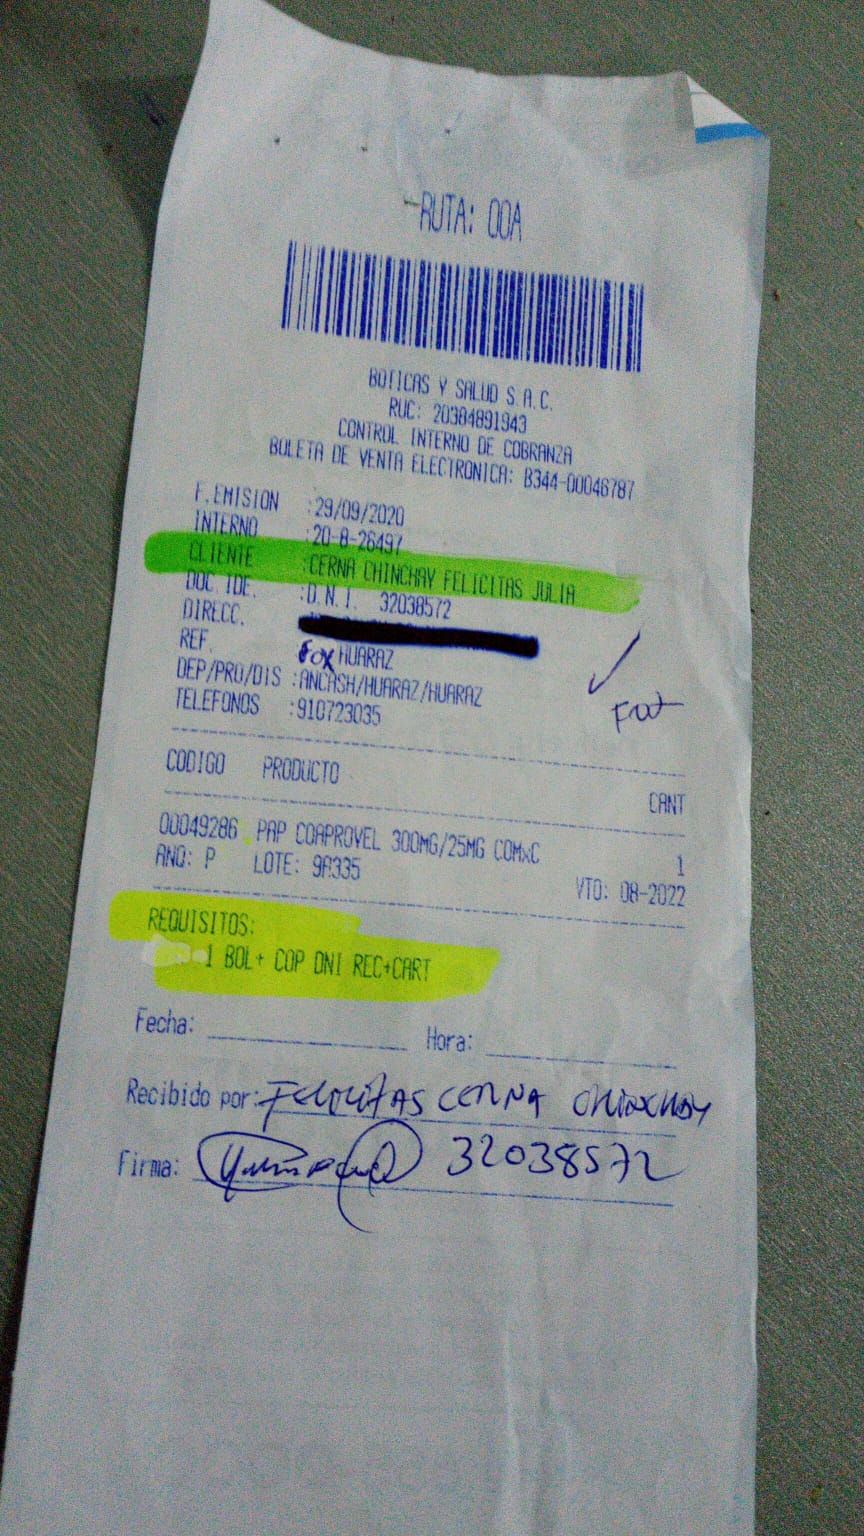 RUTA: 00A
BOTICAS Y SALUD S.A.C.
RUC: 20384891943
CONTROL INTERNO DE COBRANZA
BOLETA DE VENTA ELECTRONICA: B344-00046787
F.EMISION :29/09/2020
INTERNO :20-8-26497
CLIENTE :CERNA CHINCHAY FELICITAS JULIA
DOC.IDE. :D.N.I. 32038572
DIRECC.
REF. HUARAZ
DEP/PRO/DIS :ANCASH/HUARAZ/HUARAZ
TELEFONOS :910723035
CODIGO PRODUCTO CANT
00049286 PAP COAPROVEL 300MG/25MG COMxC 1
ANQ: P LOTE: 9A335 VTO: 08-2022
REQUISITOS:
1 BOL+ COP DNI REC+CART
Fecha: Hora:
Recibido por: FELICITAS CERNA CHINCHAY
Firma: 32038572